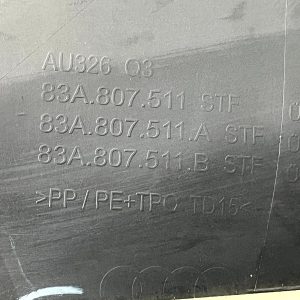 AU326 Q3
83A.807.511 STF
83A.807.511.A STF
83A.807.511.B STF
>PP/PE+TPO TD15<